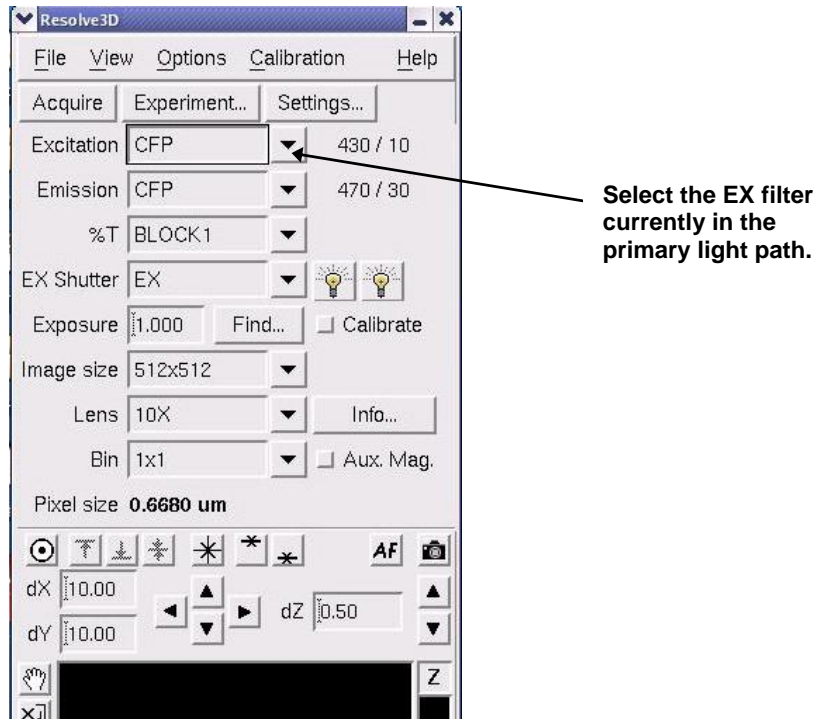 Resolve3D
File View Options Calibration Help
Acquire Experiment... Settings...
Excitation CFP 430 / 10
Emission CFP 470 / 30
%T BLOCK1
EX Shutter EX
Exposure 1.000 Find... Calibrate
Image size 512x512
Lens 10X Info...
Bin 1x1 Aux. Mag.
Pixel size 0.6680 um
AF
dX 10.00
dZ 0.50
dY 10.00
Z
Select the EX filter
currently in the
primary light path.